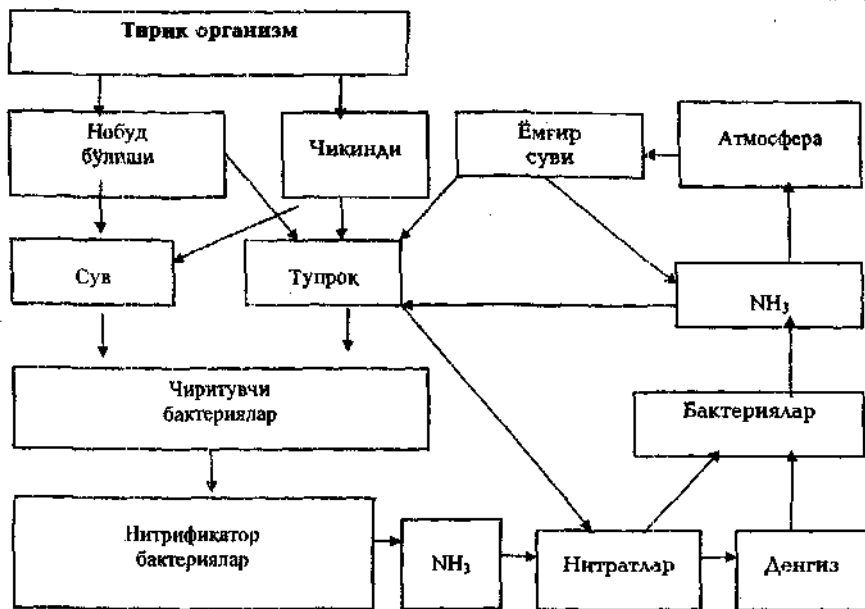 Тирик организм
Нобуд
бўлиши
Чиқинди
Ёмғир
суви
Атмосфера
Сув
Тупроқ
NH₃
Чиритувчи
бактериялар
Бактериялар
Нитрификатор
бактериялар
NH₃
Нитратлар
Денгиз